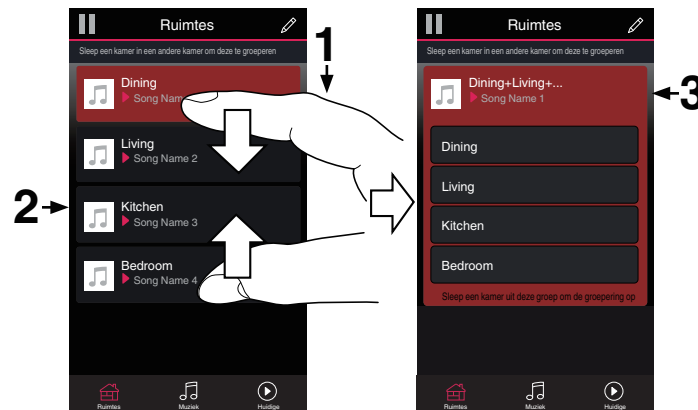 Ruimtes
Sleep een kamer in een andere kamer om deze te groeperen
1
Dining
Song Nam
Living
Song Name 2
2
Kitchen
Song Name 3
Bedroom
Song Name 4
Ruimtes
Muziek
Huidige
Ruimtes
Sleep een kamer in een andere kamer om deze te groeperen
Dining+Living+...
Song Name 1
3
Dining
Living
Kitchen
Bedroom
Sleep een kamer uit deze groep om de groepering op
Ruimtes
Muziek
Huidige